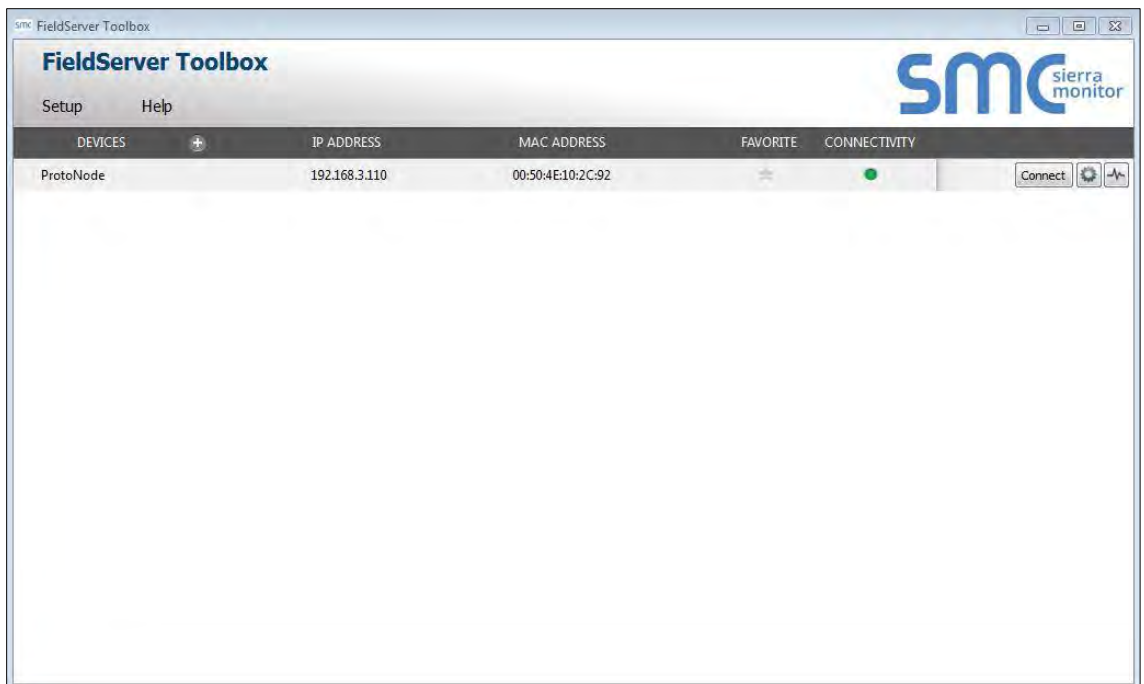 smc FieldServer Toolbox
FieldServer Toolbox
smc sierra monitor
Setup Help
DEVICES IP ADDRESS MAC ADDRESS FAVORITE CONNECTIVITY
ProtoNode 192.168.3.110 00:50:4E:10:2C:92 Connect